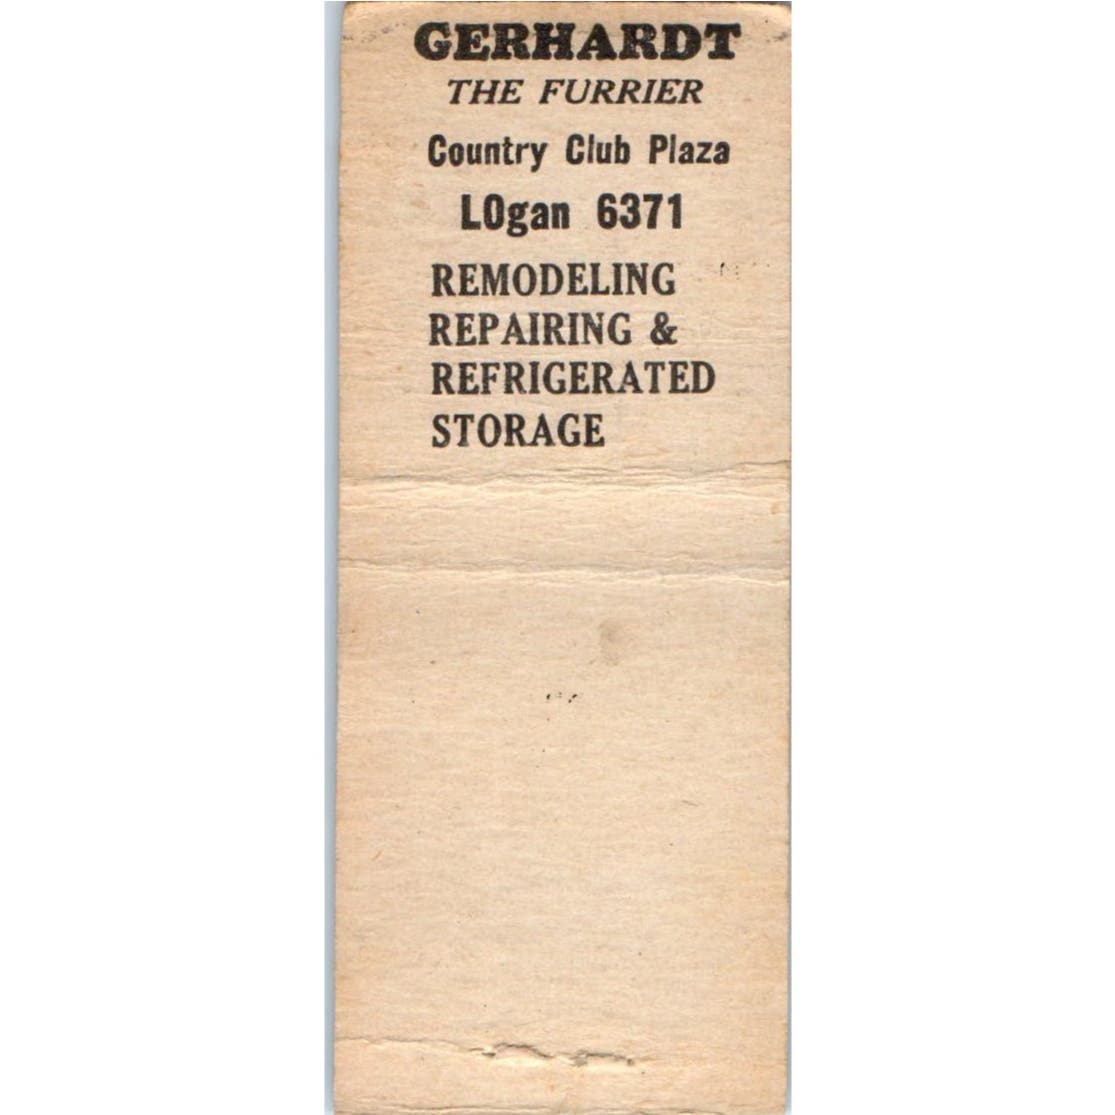 GERHARDT
THE FURRIER
Country Club Plaza
LOgan 6371
REMODELING
REPAIRING &
REFRIGERATED
STORAGE